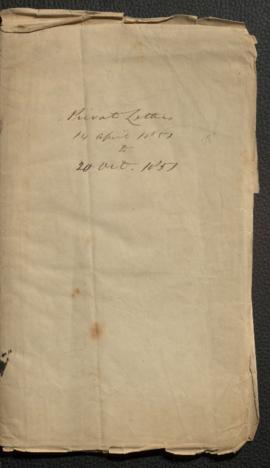 Private Letters
14 April 1851
to
20 Oct. 1851